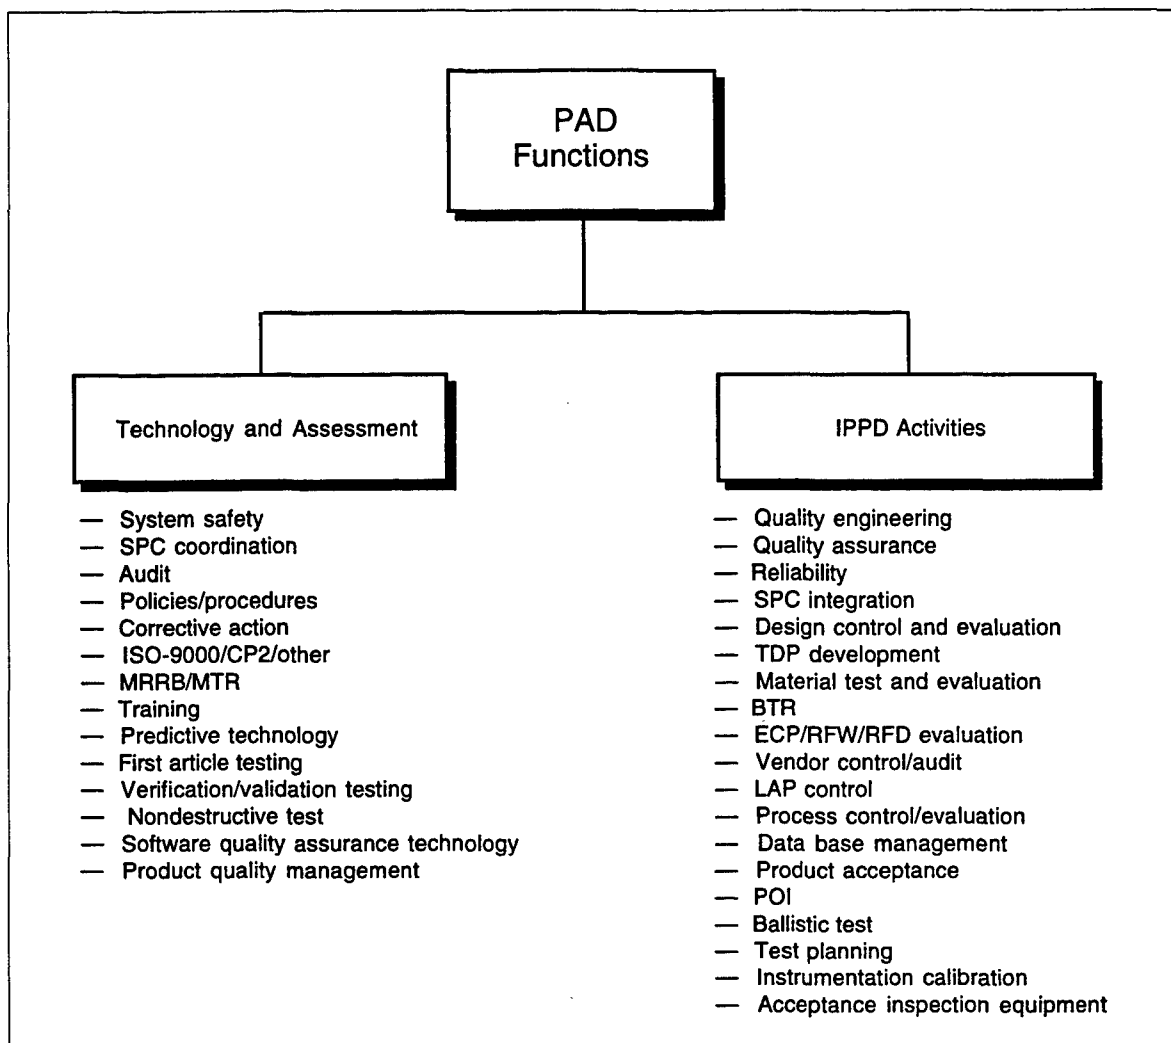 PAD
Functions
Technology and Assessment
— System safety
— SPC coordination
— Audit
— Policies/procedures
— Corrective action
— ISO-9000/CP2/other
— MRRB/MTR
— Training
— Predictive technology
— First article testing
— Verification/validation testing
— Nondestructive test
— Software quality assurance technology
— Product quality management
IPPD Activities
— Quality engineering
— Quality assurance
— Reliability
— SPC integration
— Design control and evaluation
— TDP development
— Material test and evaluation
— BTR
— ECP/RFW/RFD evaluation
— Vendor control/audit
— LAP control
— Process control/evaluation
— Data base management
— Product acceptance
— POI
— Ballistic test
— Test planning
— Instrumentation calibration
— Acceptance inspection equipment